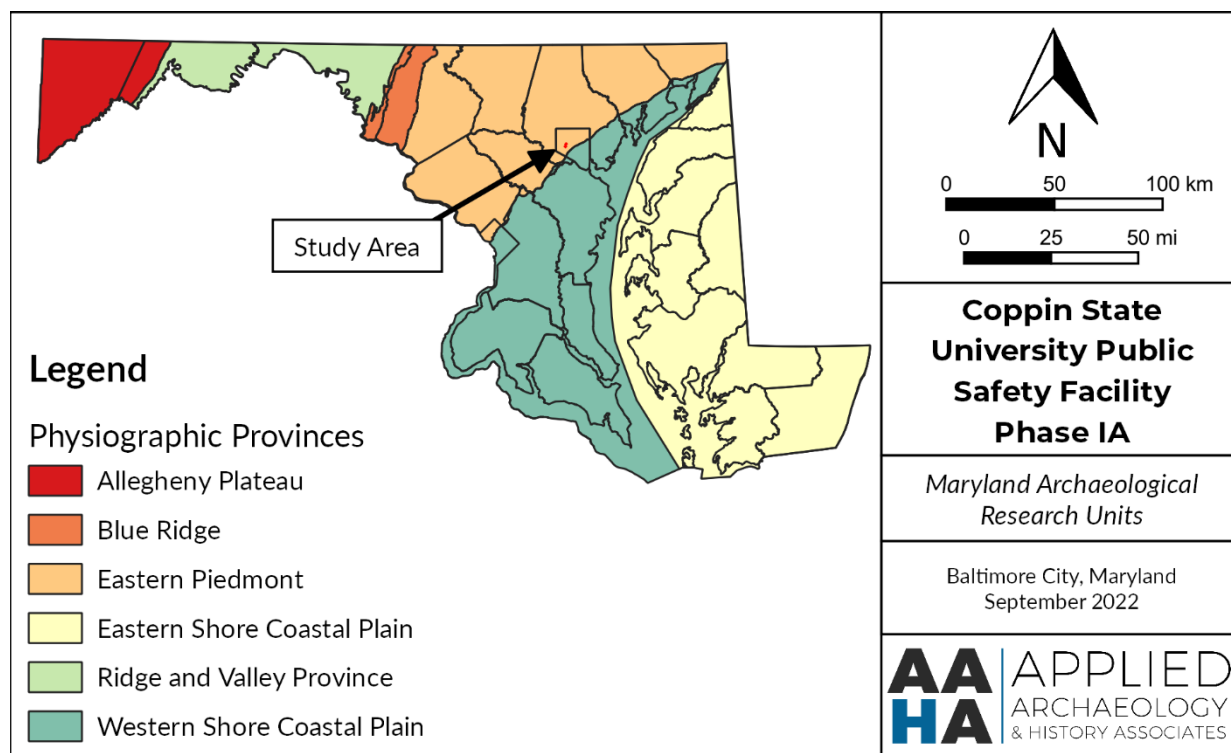 Study Area
Legend
Physiographic Provinces
Allegheny Plateau
Blue Ridge
Eastern Piedmont
Eastern Shore Coastal Plain
Ridge and Valley Province
Western Shore Coastal Plain
N
0 50 100 km
0 25 50 mi
Coppin State
University Public
Safety Facility
Phase IA
Maryland Archaeological
Research Units
Baltimore City, Maryland
September 2022
AA
HA
APPLIED
ARCHAEOLOGY
& HISTORY ASSOCIATES